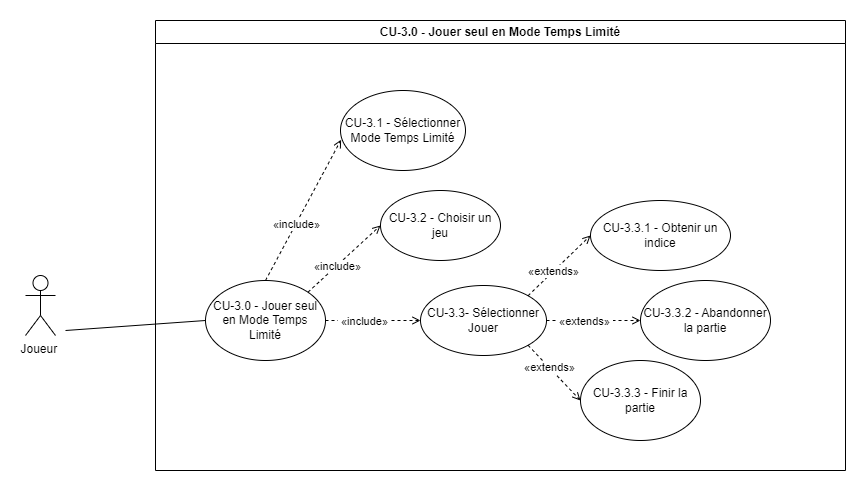 CU-3.0 - Jouer seul en Mode Temps Limité
CU-3.1 - Sélectionner
Mode Temps Limité
«include»
CU-3.2 - Choisir un
jeu
«include»
CU-3.3.1 - Obtenir un
indice
«extends»
Joueur
CU-3.0 - Jouer seul
en Mode Temps
Limité
«include»
CU-3.3- Sélectionner
Jouer
«extends»
CU-3.3.2 - Abandonner
la partie
«extends»
CU-3.3.3 - Finir la
partie